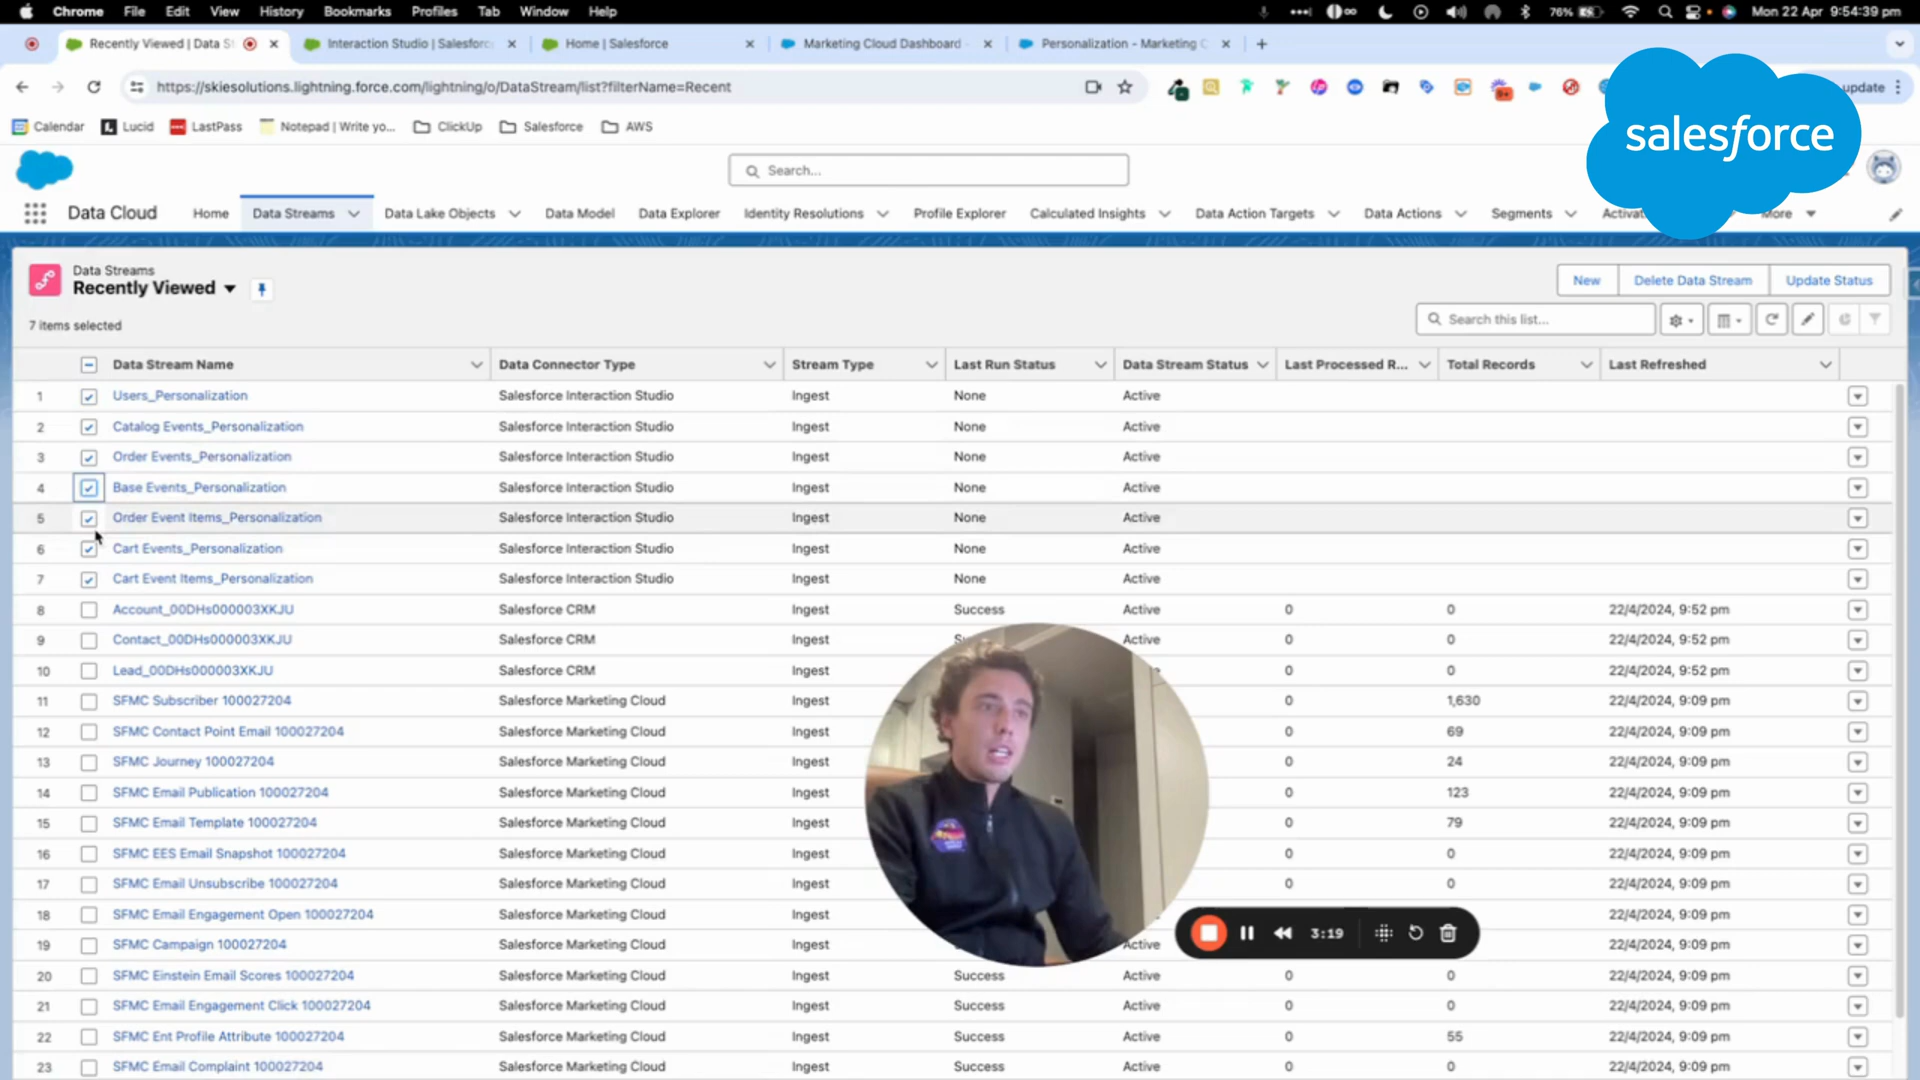 Chrome File Edit View History Bookmarks Profiles Tab Window Help 76% Mon 22 Apr 9:54:39 pm
Recently Viewed | Data S Interaction Studio | Salesforc Home | Salesforce Marketing Cloud Dashboard - Personalization - Marketing C
https://skiesolutions.lightning.force.com/lightning/o/DataStream/list?filterName=Recent 9+ update
Calendar Lucid LastPass Notepad | Write yo... ClickUp Salesforce AWS
salesforce
Search...
Data Cloud Home Data Streams Data Lake Objects Data Model Data Explorer Identity Resolutions Profile Explorer Calculated Insights Data Action Targets Data Actions Segments Activat More
Data Streams
Recently Viewed
New Delete Data Stream Update Status
7 items selected
Search this list...
Data Stream Name Data Connector Type Stream Type Last Run Status Data Stream Status Last Processed R... Total Records Last Refreshed
1 Users_Personalization Salesforce Interaction Studio Ingest None Active
2 Catalog Events_Personalization Salesforce Interaction Studio Ingest None Active
3 Order Events_Personalization Salesforce Interaction Studio Ingest None Active
4 Base Events_Personalization Salesforce Interaction Studio Ingest None Active
5 Order Event Items_Personalization Salesforce Interaction Studio Ingest None Active
6 Cart Events_Personalization Salesforce Interaction Studio Ingest None Active
7 Cart Event Items_Personalization Salesforce Interaction Studio Ingest None Active
8 Account_00DHs000003XKJU Salesforce CRM Ingest Success Active 0 0 22/4/2024, 9:52 pm
9 Contact_00DHs000003XKJU Salesforce CRM Ingest Active 0 0 22/4/2024, 9:52 pm
10 Lead_00DHs000003XKJU Salesforce CRM Ingest 0 0 22/4/2024, 9:52 pm
11 SFMC Subscriber 100027204 Salesforce Marketing Cloud Ingest 0 1,630 22/4/2024, 9:09 pm
12 SFMC Contact Point Email 100027204 Salesforce Marketing Cloud Ingest 0 69 22/4/2024, 9:09 pm
13 SFMC Journey 100027204 Salesforce Marketing Cloud Ingest 0 24 22/4/2024, 9:09 pm
14 SFMC Email Publication 100027204 Salesforce Marketing Cloud Ingest 0 123 22/4/2024, 9:09 pm
15 SFMC Email Template 100027204 Salesforce Marketing Cloud Ingest 0 79 22/4/2024, 9:09 pm
16 SFMC EES Email Snapshot 100027204 Salesforce Marketing Cloud Ingest 0 0 22/4/2024, 9:09 pm
17 SFMC Email Unsubscribe 100027204 Salesforce Marketing Cloud Ingest 0 0 22/4/2024, 9:09 pm
18 SFMC Email Engagement Open 100027204 Salesforce Marketing Cloud Ingest 22/4/2024, 9:09 pm
3:19
19 SFMC Campaign 100027204 Salesforce Marketing Cloud Ingest Active 22/4/2024, 9:09 pm
20 SFMC Einstein Email Scores 100027204 Salesforce Marketing Cloud Ingest Success Active 0 0 22/4/2024, 9:09 pm
21 SFMC Email Engagement Click 100027204 Salesforce Marketing Cloud Ingest Success Active 0 0 22/4/2024, 9:09 pm
22 SFMC Ent Profile Attribute 100027204 Salesforce Marketing Cloud Ingest Success Active 0 55 22/4/2024, 9:09 pm
23 SFMC Email Complaint 100027204 Salesforce Marketing Cloud Ingest Success Active 0 0 22/4/2024, 9:09 pm